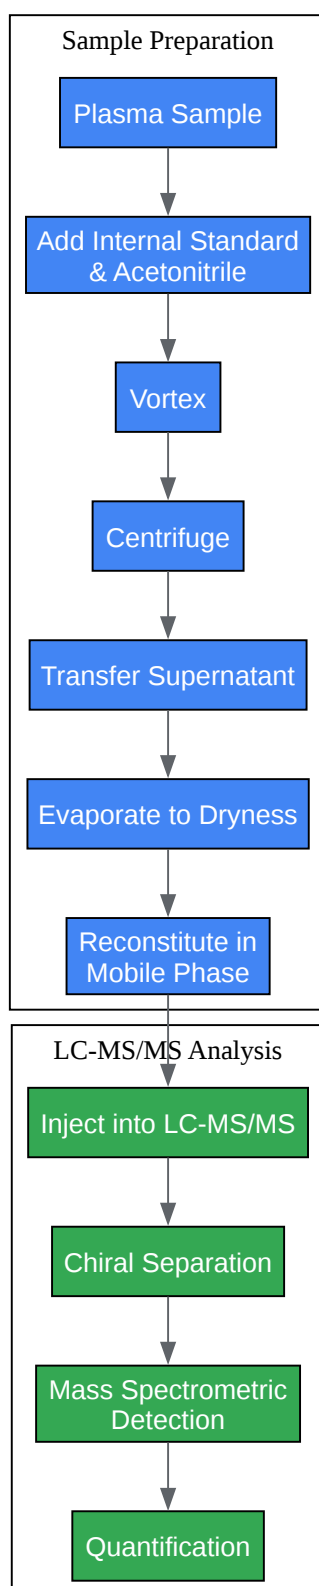 Sample Preparation
Plasma Sample
Add Internal Standard
& Acetonitrile
Vortex
Centrifuge
Transfer Supernatant
Evaporate to Dryness
Reconstitute in
Mobile Phase
LC-MS/MS Analysis
Inject into LC-MS/MS
Chiral Separation
Mass Spectrometric
Detection
Quantification